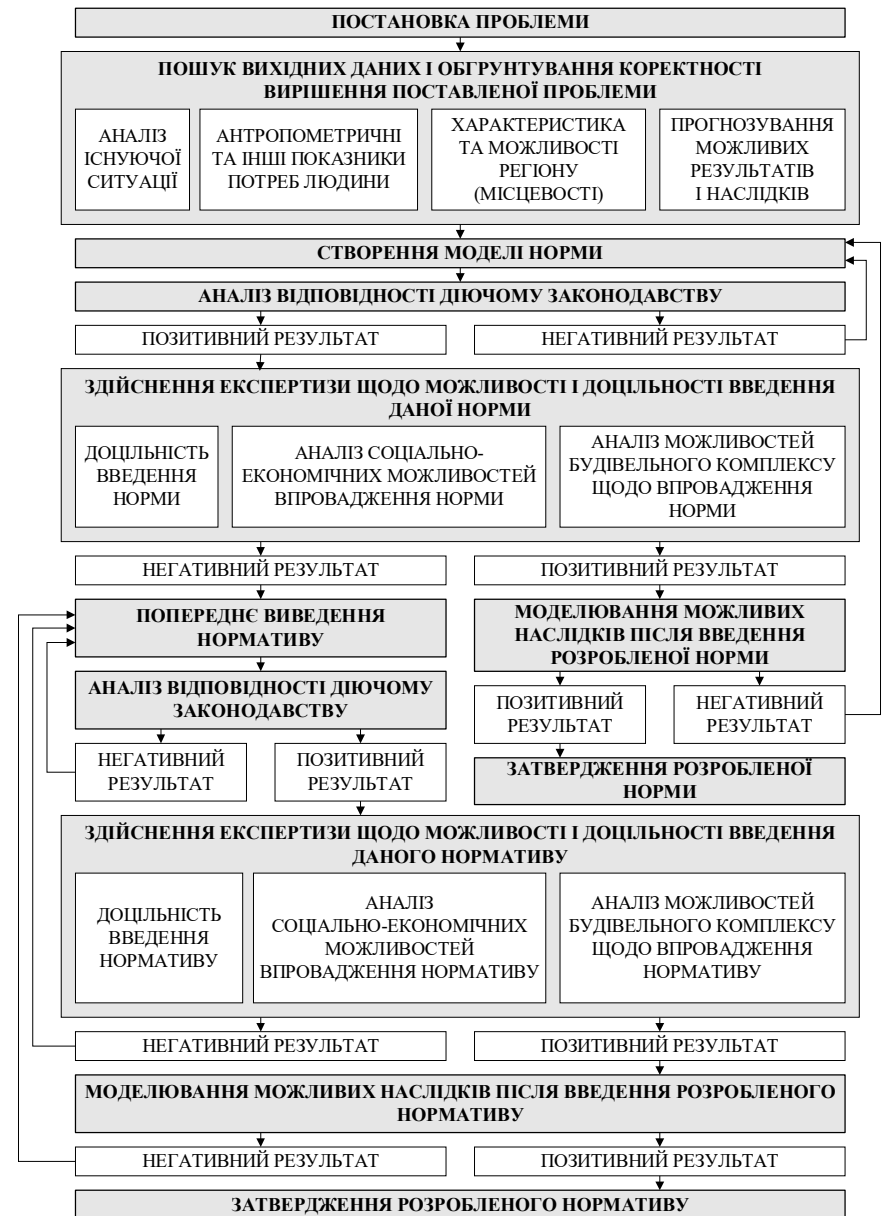 ПОСТАНОВКА ПРОБЛЕМИ
ПОШУК ВИХІДНИХ ДАНИХ І ОБГРУНТУВАННЯ КОРЕКТНОСТІ
ВИРІШЕННЯ ПОСТАВЛЕНОЇ ПРОБЛЕМИ
АНАЛІЗ
ІСНУЮЧОЇ
СИТУАЦІЇ
АНТРОПОМЕТРИЧНІ
ТА ІНШІ ПОКАЗНИКИ
ПОТРЕБ ЛЮДИНИ
ХАРАКТЕРИСТИКА
ТА МОЖЛИВОСТІ
РЕГІОНУ
(МІСЦЕВОСТІ)
ПРОГНОЗУВАННЯ
МОЖЛИВИХ
РЕЗУЛЬТАТІВ
І НАСЛІДКІВ
СТВОРЕННЯ МОДЕЛІ НОРМИ
АНАЛІЗ ВІДПОВІДНОСТІ ДІЮЧОМУ ЗАКОНОДАВСТВУ
ПОЗИТИВНИЙ РЕЗУЛЬТАТ
НЕГАТИВНИЙ РЕЗУЛЬТАТ
ЗДІЙСНЕННЯ ЕКСПЕРТИЗИ ЩОДО МОЖЛИВОСТІ І ДОЦІЛЬНОСТІ ВВЕДЕННЯ
ДАНОЇ НОРМИ
ДОЦІЛЬНІСТЬ
ВВЕДЕННЯ
НОРМИ
АНАЛІЗ СОЦІАЛЬНО-
ЕКОНОМІЧНИХ МОЖЛИВОСТЕЙ
ВПРОВАДЖЕННЯ НОРМИ
АНАЛІЗ МОЖЛИВОСТЕЙ
БУДІВЕЛЬНОГО КОМПЛЕКСУ
ЩОДО ВПРОВАДЖЕННЯ
НОРМИ
НЕГАТИВНИЙ РЕЗУЛЬТАТ
ПОЗИТИВНИЙ РЕЗУЛЬТАТ
ПОПЕРЕДНЄ ВИВЕДЕННЯ
НОРМАТИВУ
МОДЕЛЮВАННЯ МОЖЛИВИХ
НАСЛІДКІВ ПІСЛЯ ВВЕДЕННЯ
РОЗРОБЛЕНОЇ НОРМИ
АНАЛІЗ ВІДПОВІДНОСТІ ДІЮЧОМУ
ЗАКОНОДАВСТВУ
ПОЗИТИВНИЙ
РЕЗУЛЬТАТ
НЕГАТИВНИЙ
РЕЗУЛЬТАТ
НЕГАТИВНИЙ
РЕЗУЛЬТАТ
ПОЗИТИВНИЙ
РЕЗУЛЬТАТ
ЗАТВЕРДЖЕННЯ РОЗРОБЛЕНОЇ
НОРМИ
ЗДІЙСНЕННЯ ЕКСПЕРТИЗИ ЩОДО МОЖЛИВОСТІ І ДОЦІЛЬНОСТІ ВВЕДЕННЯ
ДАНОГО НОРМАТИВУ
ДОЦІЛЬНІСТЬ
ВВЕДЕННЯ
НОРМАТИВУ
АНАЛІЗ
СОЦІАЛЬНО-ЕКОНОМІЧНИХ
МОЖЛИВОСТЕЙ
ВПРОВАДЖЕННЯ НОРМАТИВУ
АНАЛІЗ МОЖЛИВОСТЕЙ
БУДІВЕЛЬНОГО КОМПЛЕКСУ
ЩОДО ВПРОВАДЖЕННЯ
НОРМАТИВУ
НЕГАТИВНИЙ РЕЗУЛЬТАТ
ПОЗИТИВНИЙ РЕЗУЛЬТАТ
МОДЕЛЮВАННЯ МОЖЛИВИХ НАСЛІДКІВ ПІСЛЯ ВВЕДЕННЯ РОЗРОБЛЕНОГО
НОРМАТИВУ
НЕГАТИВНИЙ РЕЗУЛЬТАТ
ПОЗИТИВНИЙ РЕЗУЛЬТАТ
ЗАТВЕРДЖЕННЯ РОЗРОБЛЕНОГО НОРМАТИВУ